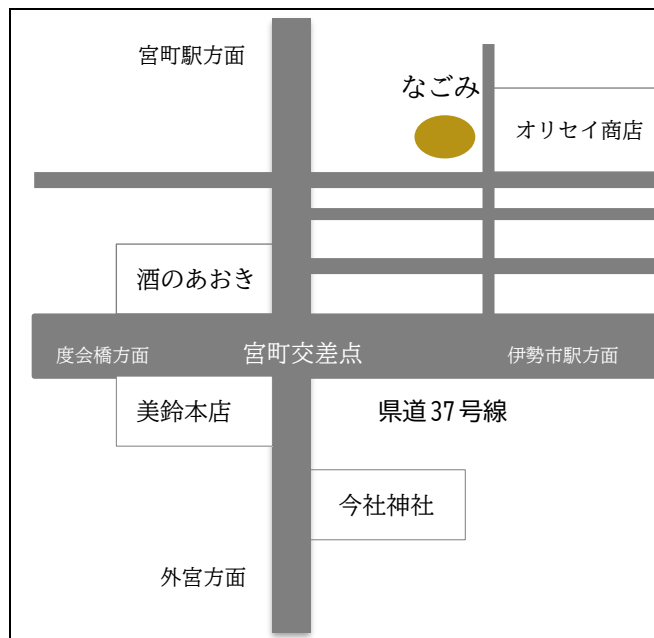 宮町駅方面
なごみ
オリセイ商店
酒のあおき
度会橋方面
宮町交差点
伊勢市駅方面
美鈴本店
県道37号線
今社神社
外宮方面